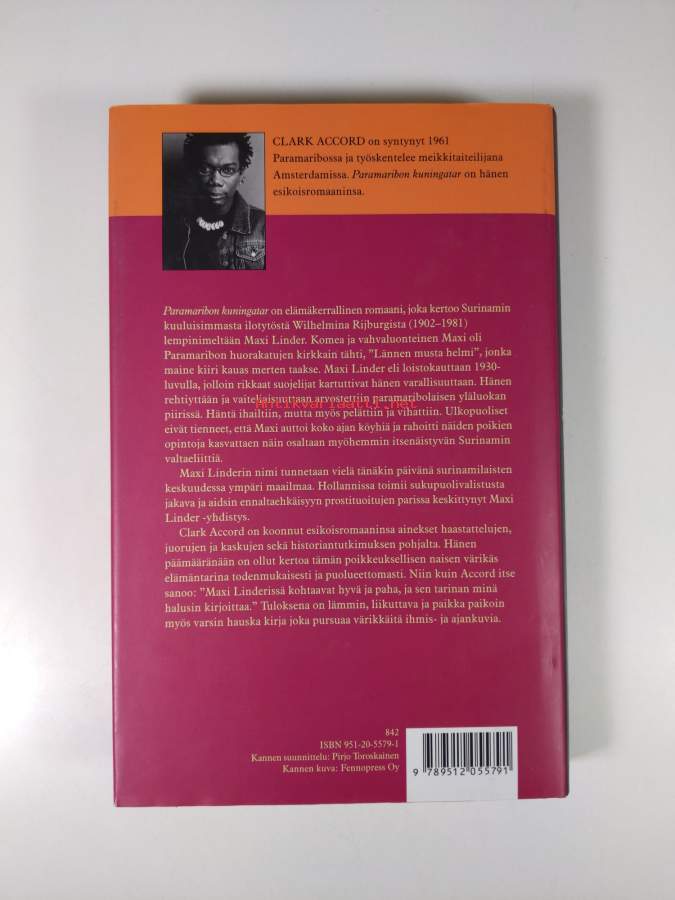 CLARK ACCORD on syntynyt 1961
Paramaribossa ja työskentelee meikkitaiteilijana
Amsterdamissa. Paramaribon kuningatar on hänen
esikoisromaaninsa.
Paramaribon kuningatar on elämäkerrallinen romaani, joka kertoo Surinamin
kuuluisimmasta ilotytöstä Wilhelmina Rijburgista (1902–1981)
lempinimeltään Maxi Linder. Komea ja vahvaluonteinen Maxi oli
Paramaribon huorakatujen kirkkain tähti, ”Lännen musta helmi”, jonka
maine kiiri kauas merten taakse. Maxi Linder eli loistokauttaan 1930-
luvulla, jolloin rikkaat suojelijat kartuttivat hänen varallisuuttaan. Hänen
rehtiyttään ja vaiteliaisuuttaan arvostettiin paramaribolaisen yläluokan
Antikvariaatti.net
piirissä. Häntä ihailtiin, mutta myös pelättiin ja vihattiin. Ulkopuoliset
eivät tienneet, että Maxi auttoi koko ajan köyhiä ja rahoitti näiden poikien
opintoja kasvattaen näin osaltaan myöhemmin itsenäistyvän Surinamin
valtaeliittiä.
Maxi Linderin nimi tunnetaan vielä tänäkin päivänä surinamilaisten
keskuudessa ympäri maailmaa. Hollannissa toimii sukupuolivalistusta
jakava ja aidsin ennaltaehkäisyyn prostituoitujen parissa keskittynyt Maxi
Linder -yhdistys.
Clark Accord on koonnut esikoisromaaninsa ainekset haastattelujen,
juorujen ja kaskujen sekä historiantutkimuksen pohjalta. Hänen
päämääränään on ollut kertoa tämän poikkeuksellisen naisen värikäs
elämäntarina todenmukaisesti ja puolueettomasti. Niin kuin Accord itse
sanoo: ”Maxi Linderissä kohtaavat hyvä ja paha, ja sen tarinan minä
halusin kirjoittaa.” Tuloksena on lämmin, liikuttava ja paikka paikoin
myös varsin hauska kirja joka pursuaa värikkäitä ihmis- ja ajankuvia.
842
ISBN 951-20-5579-1
Kannen suunnittelu: Pirjo Toroskainen
Kannen kuva: Fennopress Oy
9 789512 055791